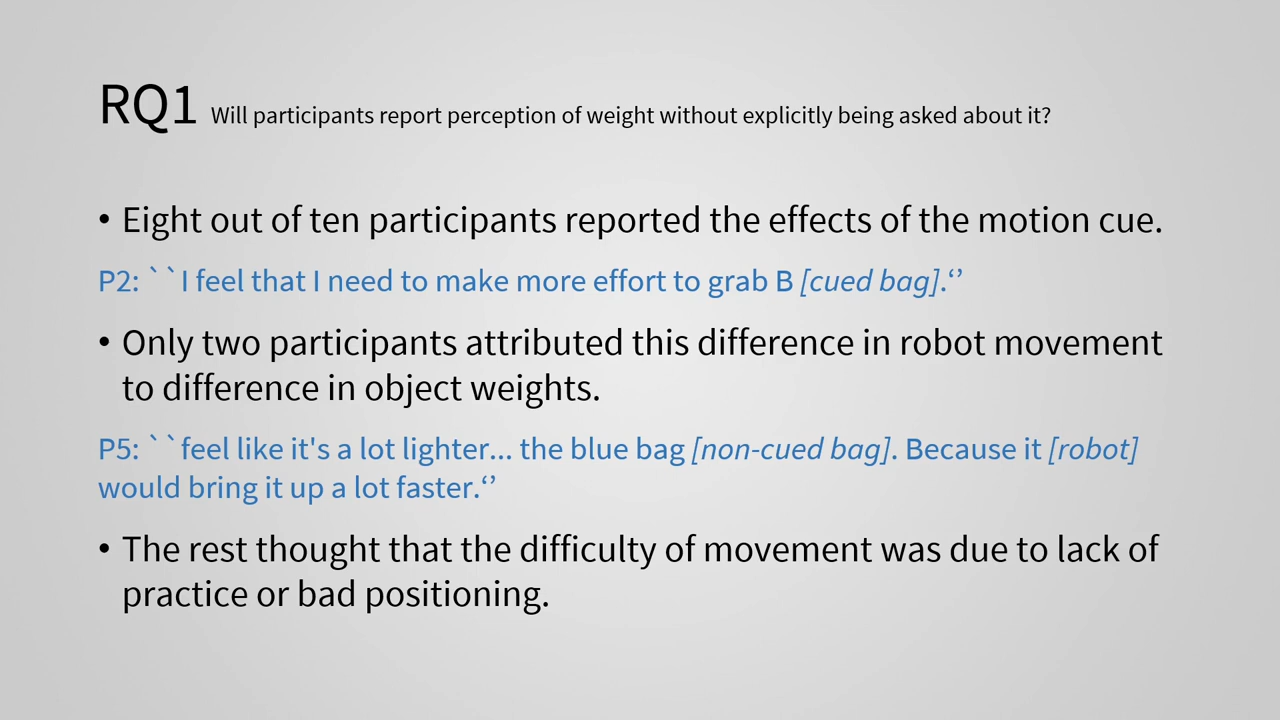 RQ1 Will participants report perception of weight without explicitly being asked about it?
• Eight out of ten participants reported the effects of the motion cue.
P2: ``I feel that I need to make more effort to grab B [cued bag].‘’
• Only two participants attributed this difference in robot movement
to difference in object weights.
P5: ``feel like it's a lot lighter... the blue bag [non-cued bag]. Because it [robot]
would bring it up a lot faster.‘’
• The rest thought that the difficulty of movement was due to lack of
practice or bad positioning.